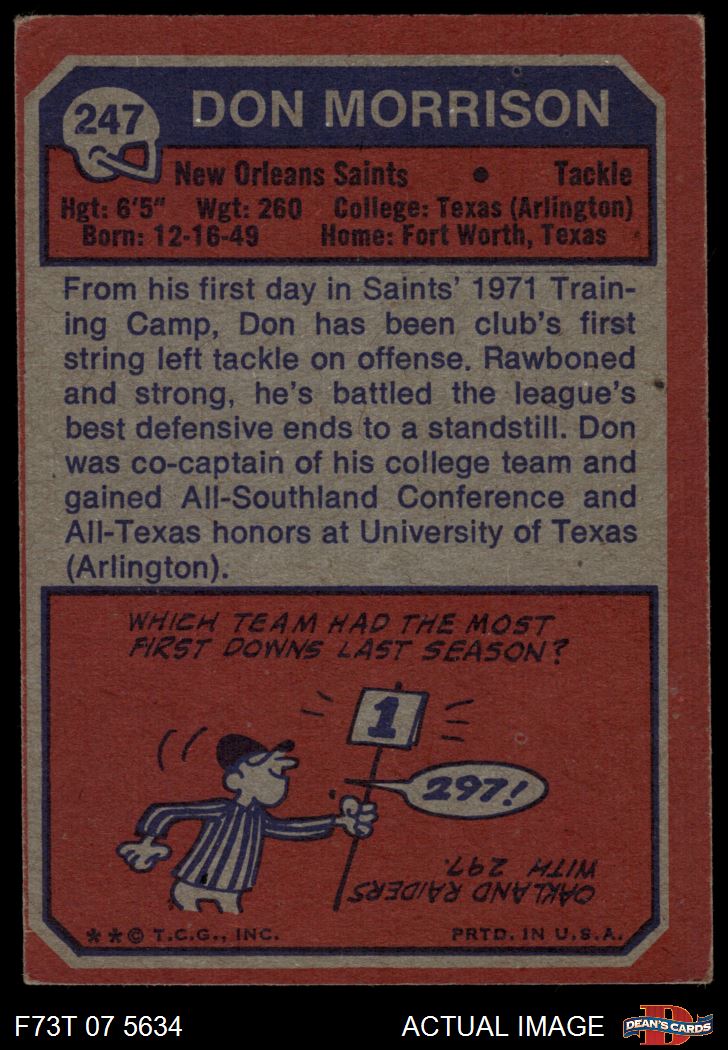 247
DON MORRISON
New Orleans Saints • Tackle
Hgt: 6'5" Wgt: 260 College: Texas (Arlington)
Born: 12-16-49 Home: Fort Worth, Texas
From his first day in Saints' 1971 Train-
ing Camp, Don has been club's first
string left tackle on offense. Rawboned
and strong, he's battled the league's
best defensive ends to a standstill. Don
was co-captain of his college team and
gained All-Southland Conference and
All-Texas honors at University of Texas
(Arlington).
WHICH TEAM HAD THE MOST
FIRST DOWNS LAST SEASON?
1
297!
OAKLAND RAIDERS
WITH 297.
**© T.C.G., INC. PRTD. IN U.S.A.
F73T 07 5634 ACTUAL IMAGE
D
DEAN'S CARDS